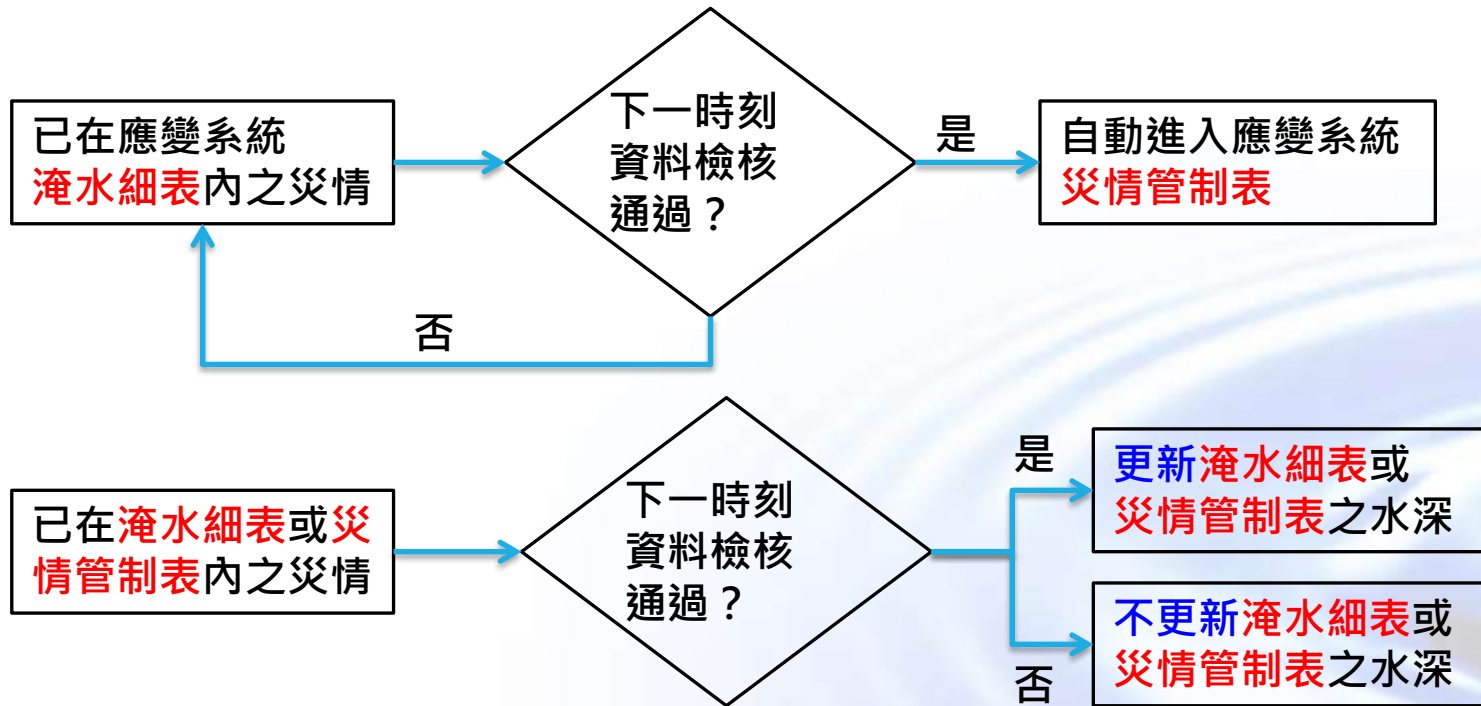 已在應變系統
淹水細表內之災情
下一時刻
資料檢核
通過？
是
自動進入應變系統
災情管制表
否
已在淹水細表或災
情管制表內之災情
下一時刻
資料檢核
通過？
是
更新淹水細表或
災情管制表之水深
否
不更新淹水細表或
災情管制表之水深